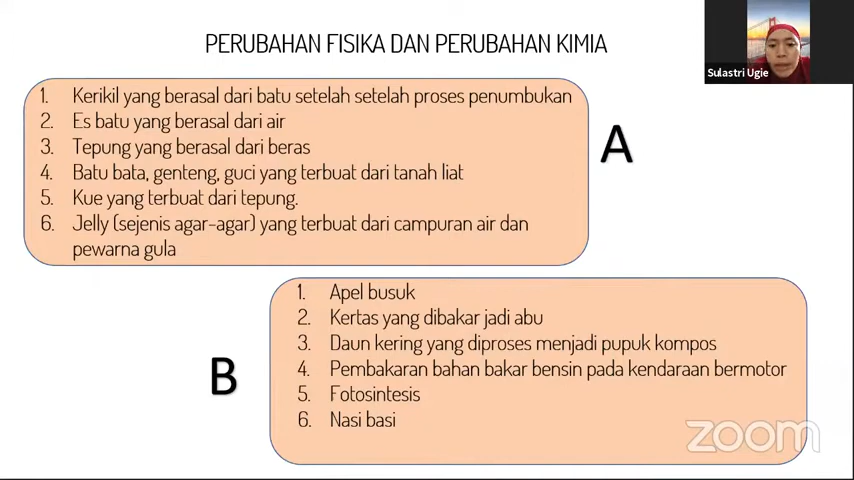 PERUBAHAN FISIKA DAN PERUBAHAN KIMIA
Sulastri Ugie
1. Kerikil yang berasal dari batu setelah setelah proses penumbukan
2. Es batu yang berasal dari air
3. Tepung yang berasal dari beras
4. Batu bata, genteng, guci yang terbuat dari tanah liat
5. Kue yang terbuat dari tepung.
6. Jelly (sejenis agar-agar) yang terbuat dari campuran air dan
pewarna gula
A
1. Apel busuk
2. Kertas yang dibakar jadi abu
3. Daun kering yang diproses menjadi pupuk kompos
4. Pembakaran bahan bakar bensin pada kendaraan bermotor
5. Fotosintesis
6. Nasi basi
B
zoom